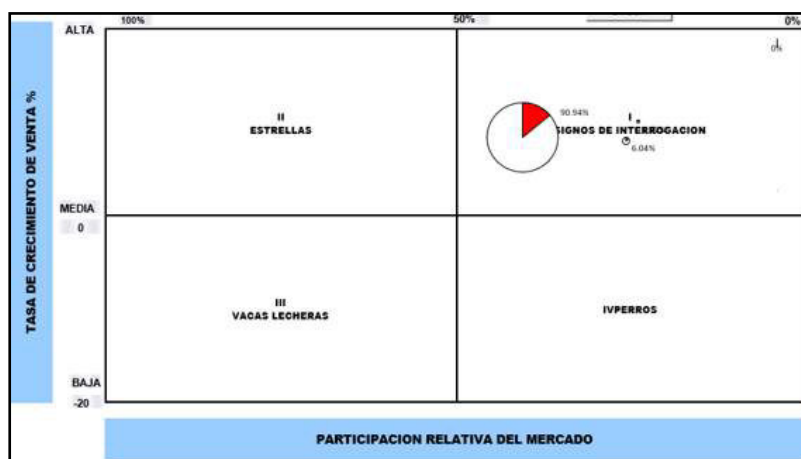 100%
50%
0%
ALTA
0%
90.94%
II
ESTRELLAS
I
SIGNOS DE INTERROGACION
6.04%
TASA DE CRECIMIENTO DE VENTA %
MEDIA
0
III
VACAS LECHERAS
IVPERROS
BAJA
-20
PARTICIPACION RELATIVA DEL MERCADO